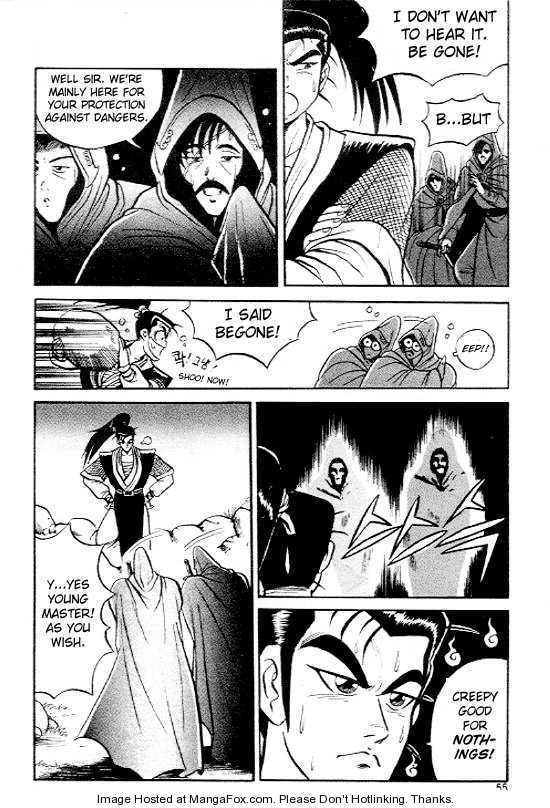 WELL SIR. WE'RE
MAINLY HERE FOR
YOUR PROTECTION
AGAINST DANGERS.
I DON'T WANT
TO HEAR IT.
BE GONE!
B...BUT
I SAID
BEGONE!
SHOO! NOW!
EEP!!
Y...YES
YOUNG
MASTER!
AS YOU
WISH.
CREEPY
GOOD
FOR
NOTH-
INGS!
55
Image Hosted at MangaFox.com. Please Don't Hotlinking. Thanks.